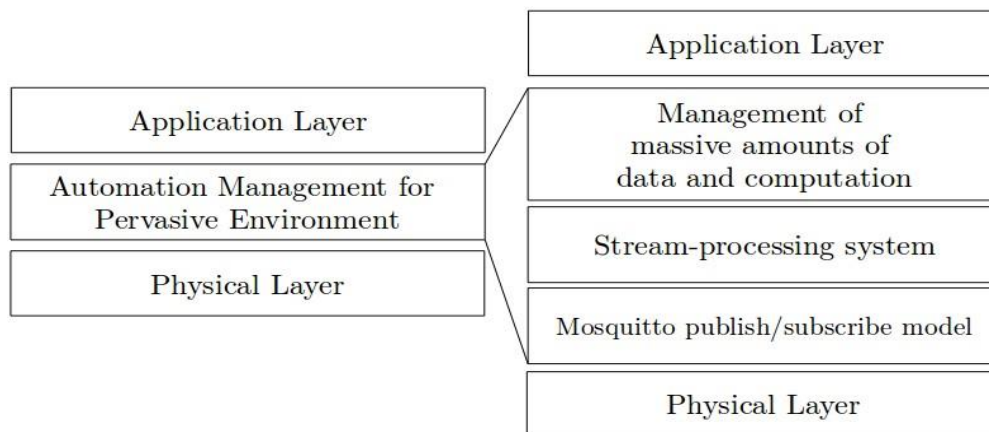 Application Layer
Automation Management for
Pervasive Environment
Physical Layer
Application Layer
Management of
massive amounts of
data and computation
Stream-processing system
Mosquitto publish/subscribe model
Physical Layer